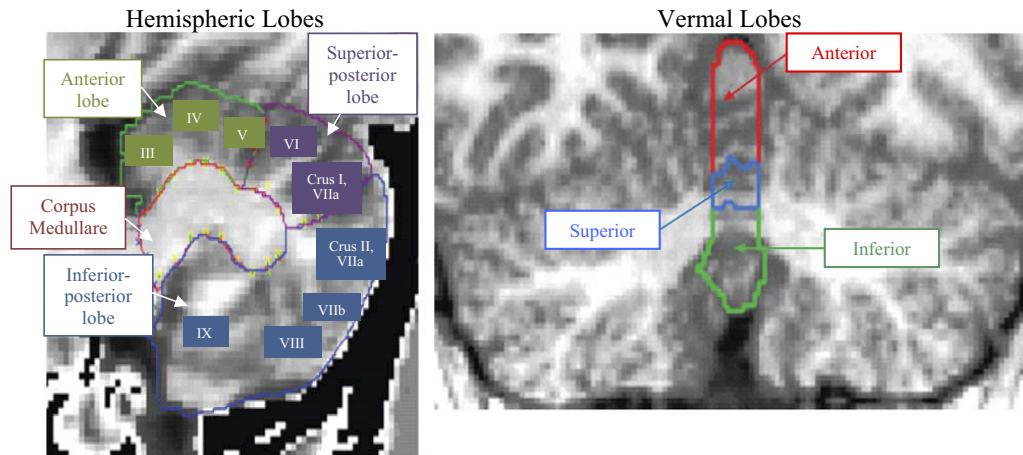 Hemispheric Lobes
Vermal Lobes
Superior-
posterior
lobe
Anterior
lobe
Anterior
IV
V
VI
III
Crus I,
VIIa
Corpus
Medullare
Superior
Crus II,
VIIa
Inferior
Inferior-
posterior
lobe
VIIb
IX
VIII